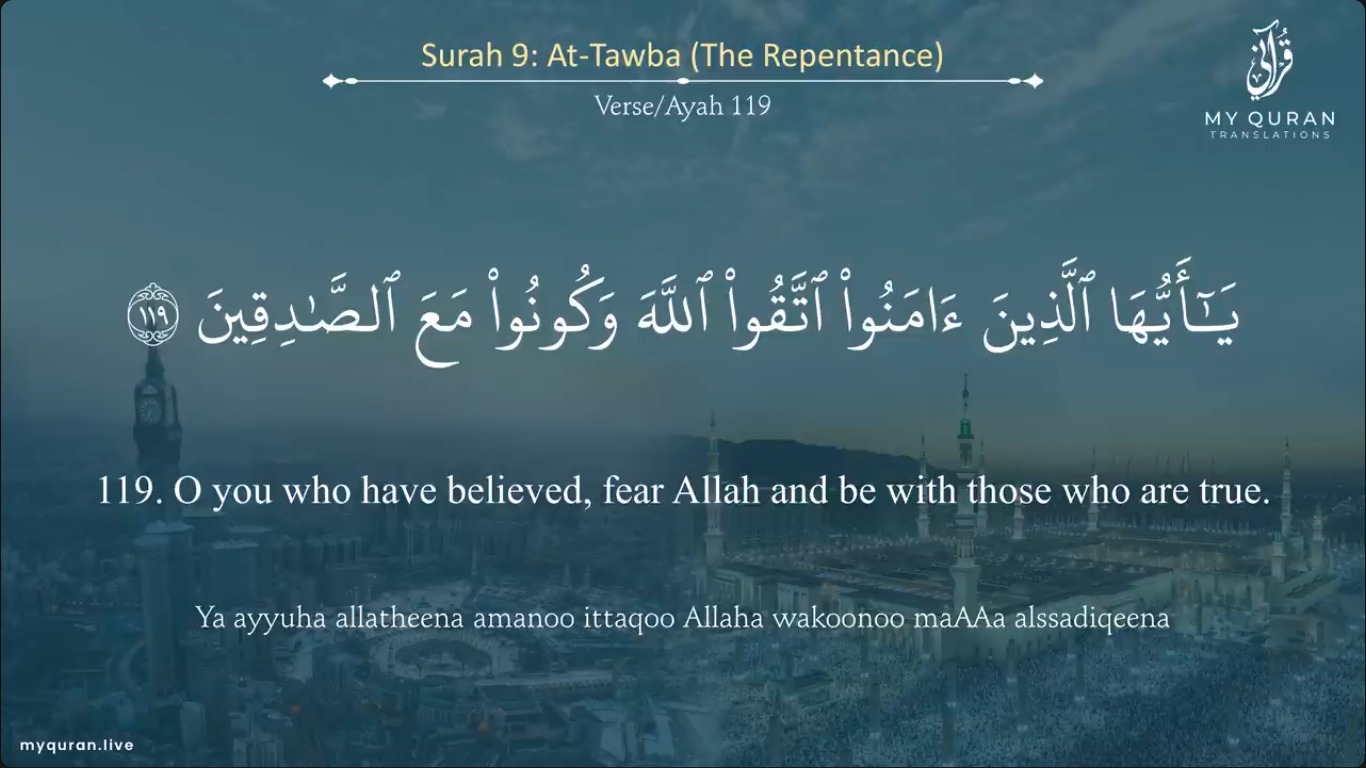 Surah 9: At-Tawba (The Repentance)
Verse/Ayah 119
قرآني
MY QURAN
TRANSLATIONS
يَـٰٓأَيُّهَا ٱلَّذِينَ ءَامَنُوا۟ ٱتَّقُوا۟ ٱللَّهَ وَكُونُوا۟ مَعَ ٱلصَّـٰدِقِينَ ١١٩
119. O you who have believed, fear Allah and be with those who are true.
Ya ayyuha allatheena amanoo ittaqoo Allaha wakoonoo maAAa alssadiqeena
myquran.live